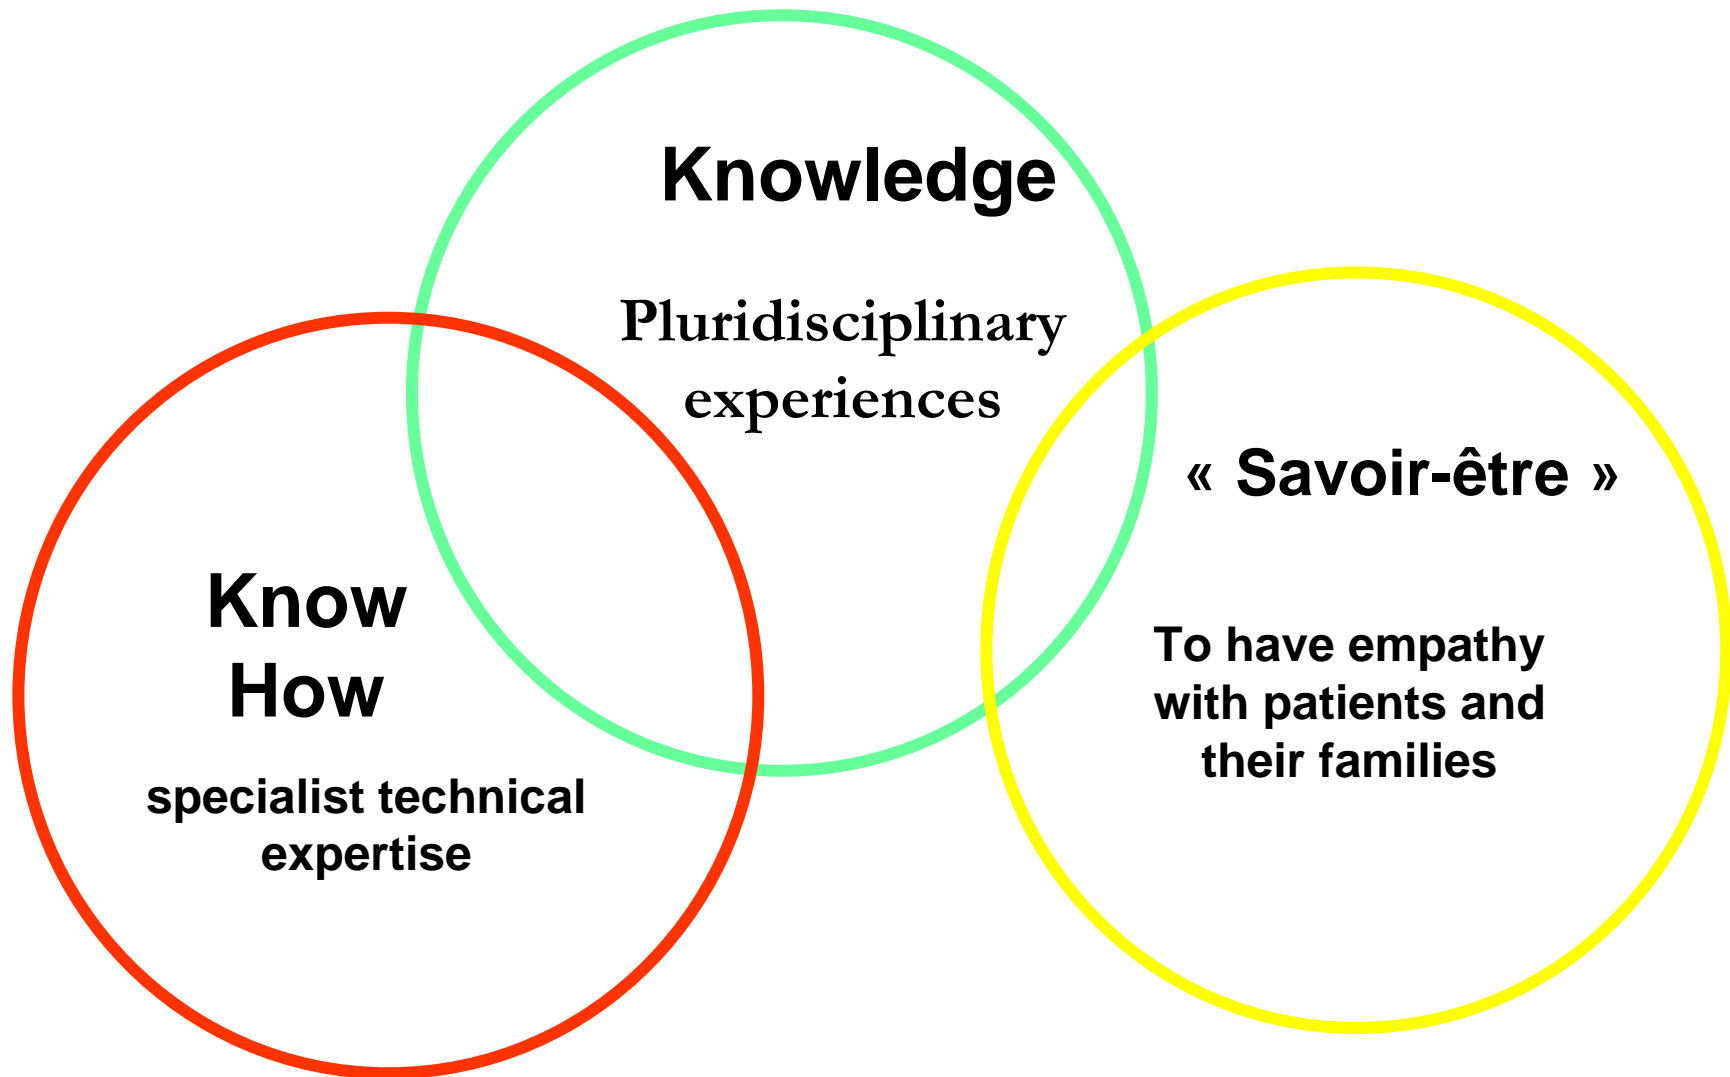 Knowledge
Pluridisciplinary
experiences
« Savoir-être »
To have empathy
with patients and
their families
Know
How
specialist technical
expertise